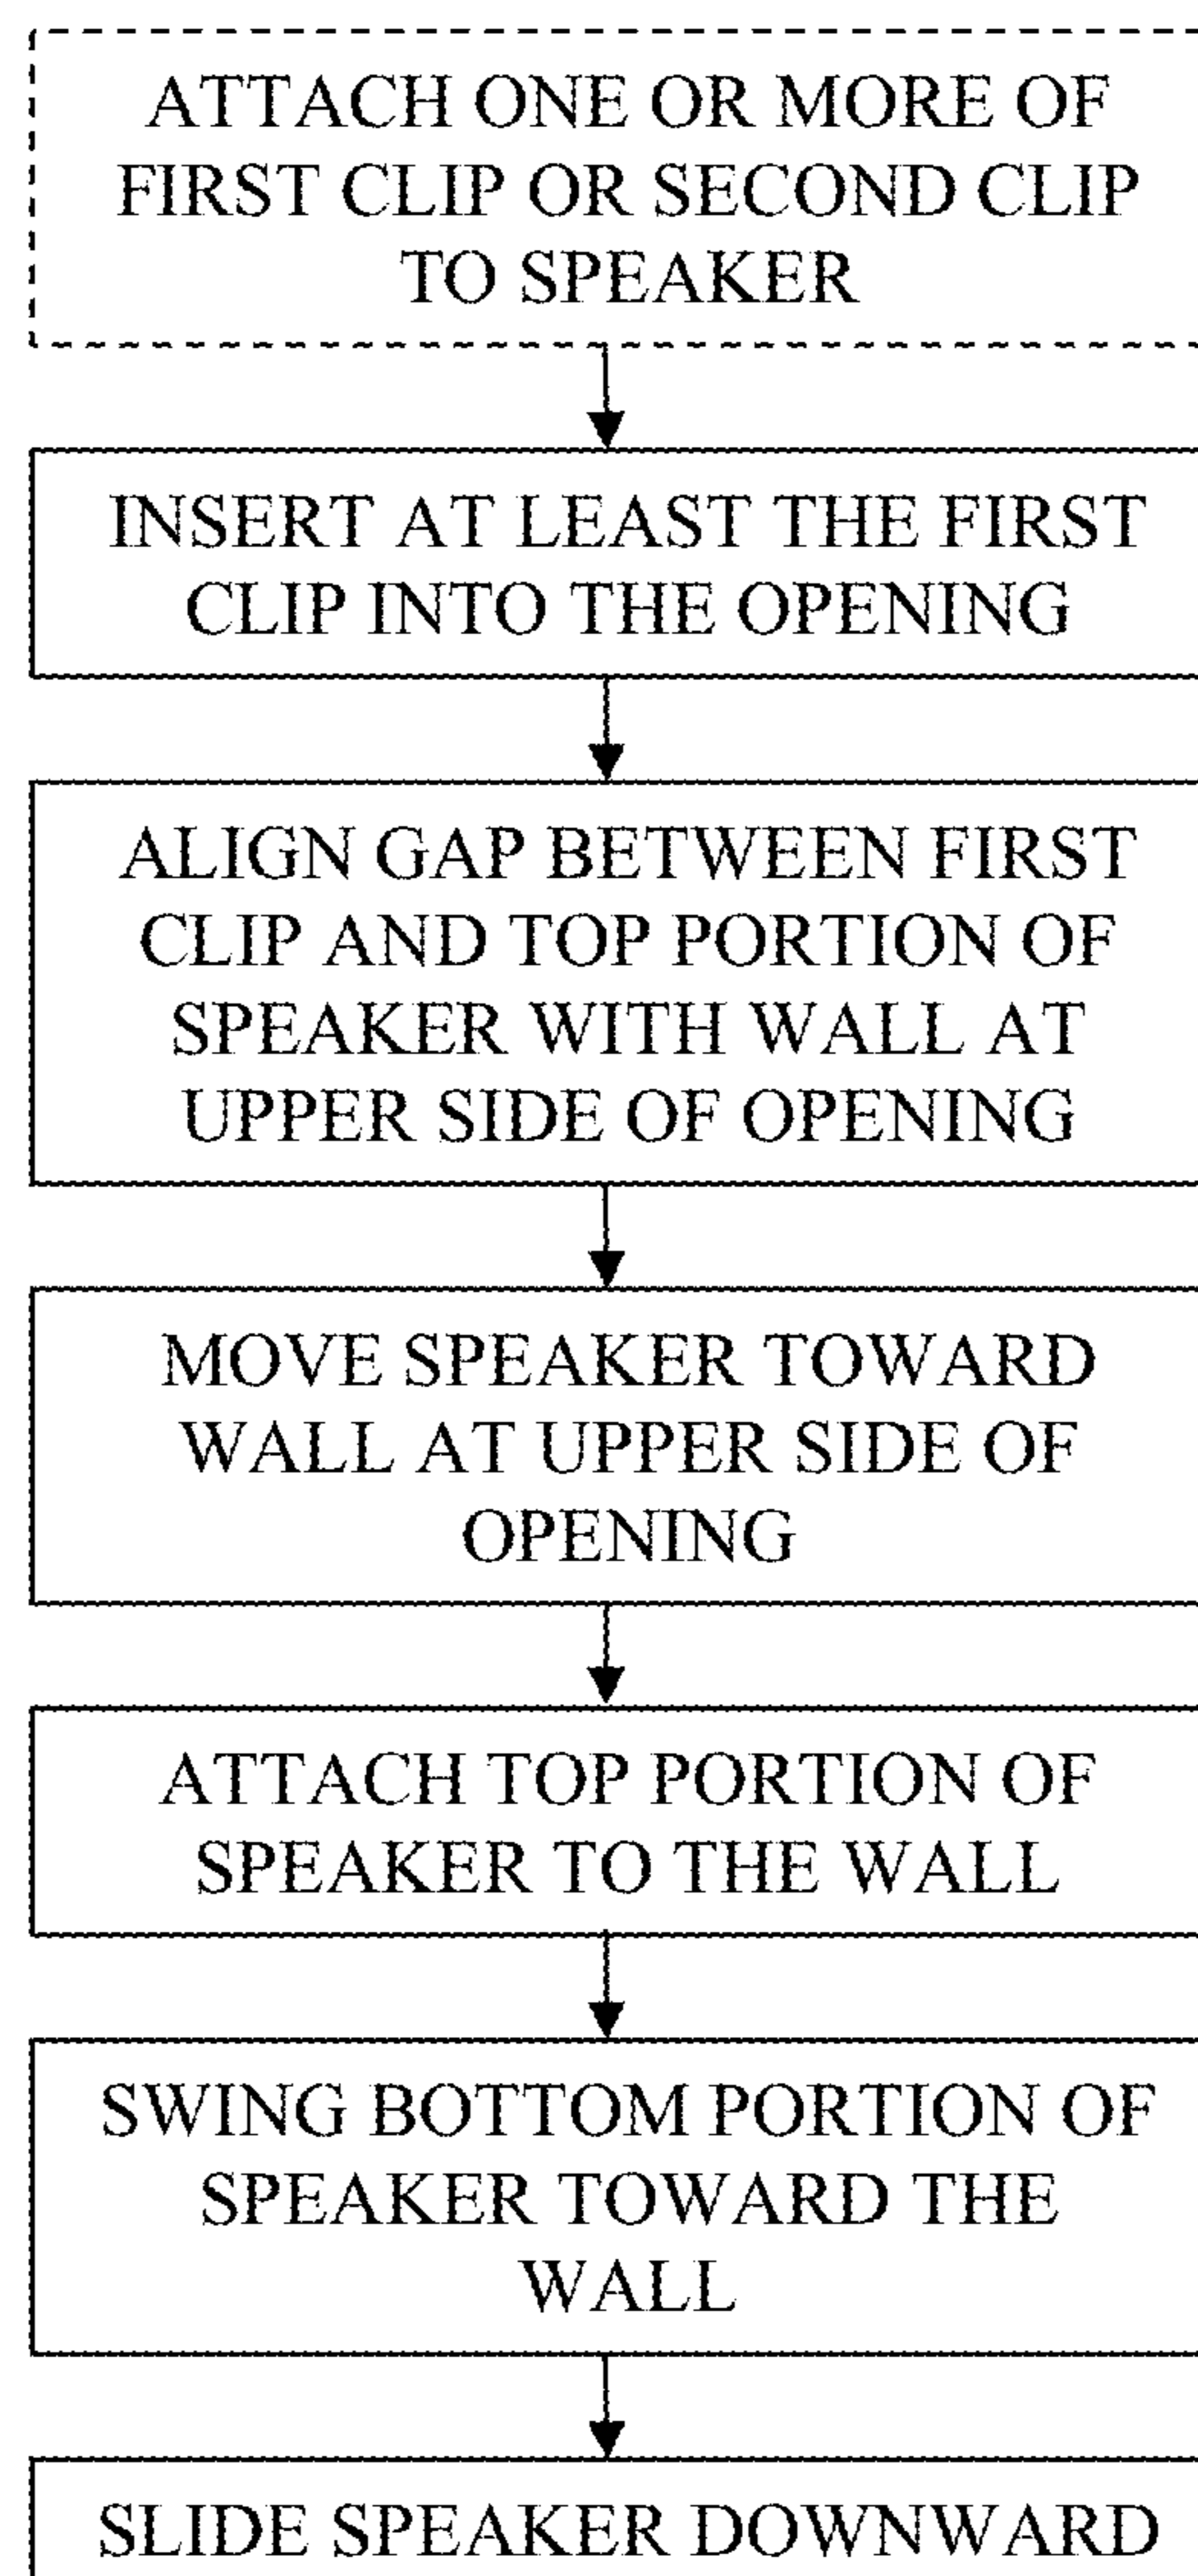 ATTACH ONE OR MORE OF
FIRST CLIP OR SECOND CLIP
TO SPEAKER
INSERT AT LEAST THE FIRST
CLIP INTO THE OPENING
ALIGN GAP BETWEEN FIRST
CLIP AND TOP PORTION OF
SPEAKER WITH WALL AT
UPPER SIDE OF OPENING
MOVE SPEAKER TOWARD
WALL AT UPPER SIDE OF
OPENING
ATTACH TOP PORTION OF
SPEAKER TO THE WALL
SWING BOTTOM PORTION OF
SPEAKER TOWARD THE
WALL
SLIDE SPEAKER DOWNWARD